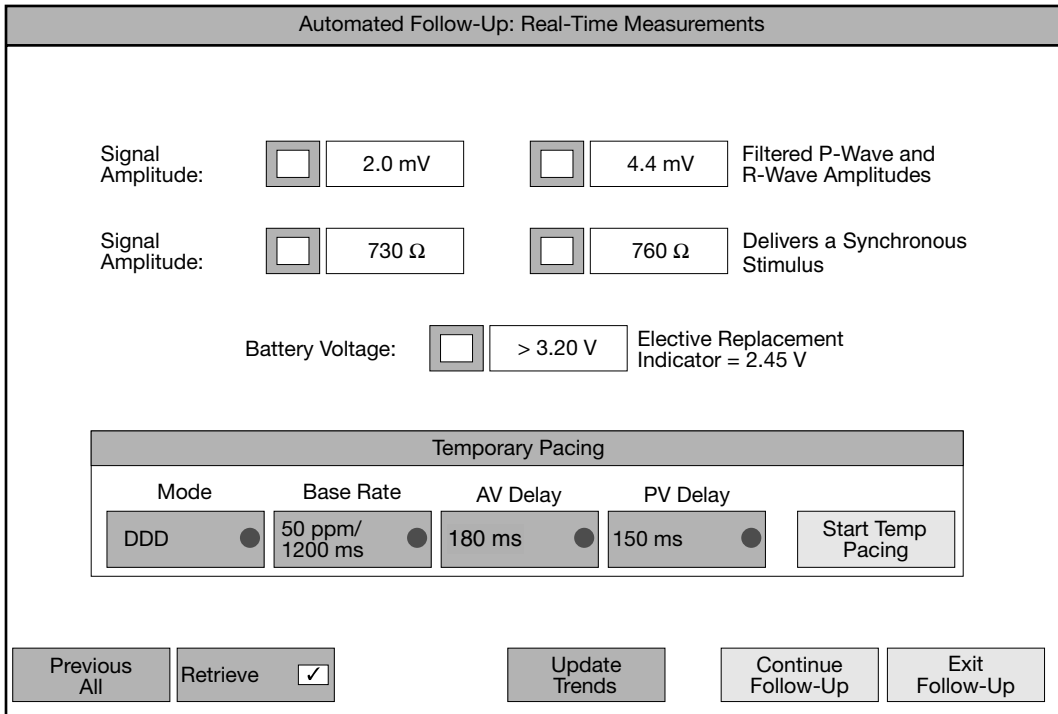 Automated Follow-Up: Real-Time Measurements
Signal
Amplitude:
2.0 mV
4.4 mV
Filtered P-Wave and
R-Wave Amplitudes
Signal
Amplitude:
730 Ω
760 Ω
Delivers a Synchronous
Stimulus
Battery Voltage:
> 3.20 V
Elective Replacement
Indicator = 2.45 V
Temporary Pacing
Mode
Base Rate
AV Delay
PV Delay
DDD
50 ppm/
1200 ms
180 ms
150 ms
Start Temp
Pacing
Previous
All
Retrieve ✓
Update
Trends
Continue
Follow-Up
Exit
Follow-Up